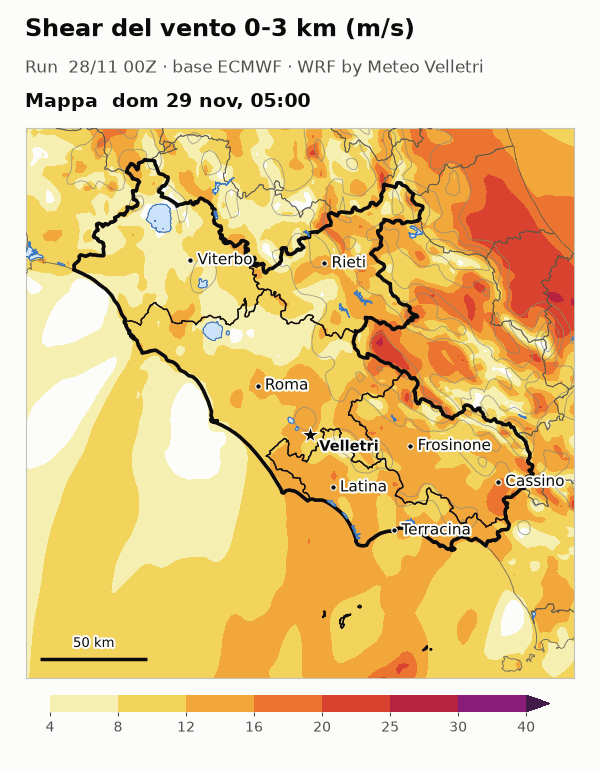 Shear del vento 0-3 km (m/s)
Run  28/11 00Z · base ECMWF · WRF by Meteo Velletri
Mappa  dom 29 nov, 05:00
Viterbo
Rieti
Roma
Velletri
Frosinone
Cassino
Latina
Terracina
50 km
4 8 12 16 20 25 30 40